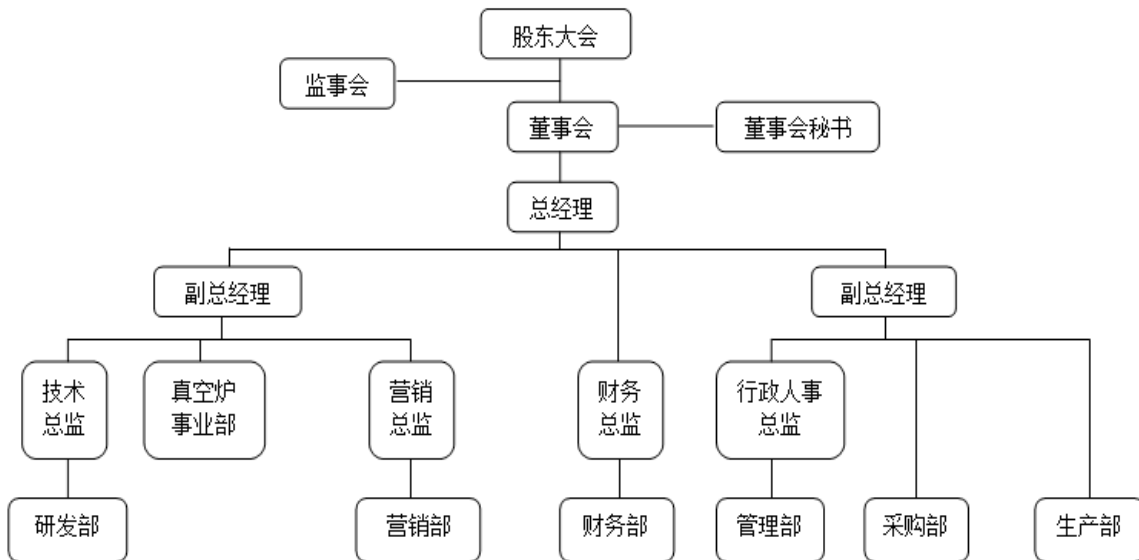 股东大会
监事会
董事会
董事会秘书
总经理
副总经理
副总经理
技术
总监
真空炉
事业部
营销
总监
财务
总监
行政人事
总监
研发部
营销部
财务部
管理部
采购部
生产部